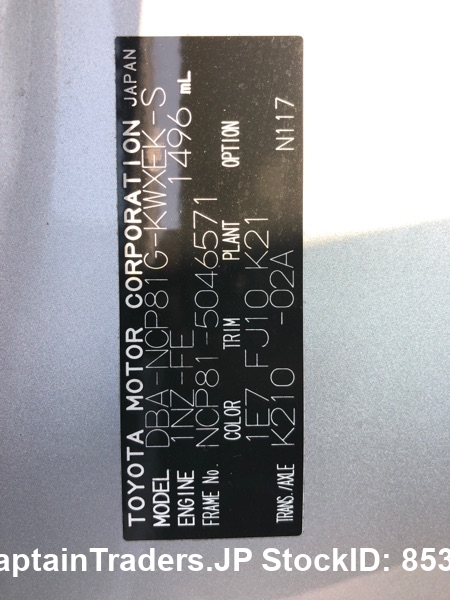 TOYOTA MOTOR CORPORATION JAPAN
MODEL DBA-NCP81G-KWXEK-S
ENGINE 1NZ-FE 1496 mL
FRAME No. NCP81-5046571
COLOR TRIM PLANT OPTION
1E7 FJ10 K21
TRANS./AXLE K210 -02A N117
aptainTraders.JP StockID: 853